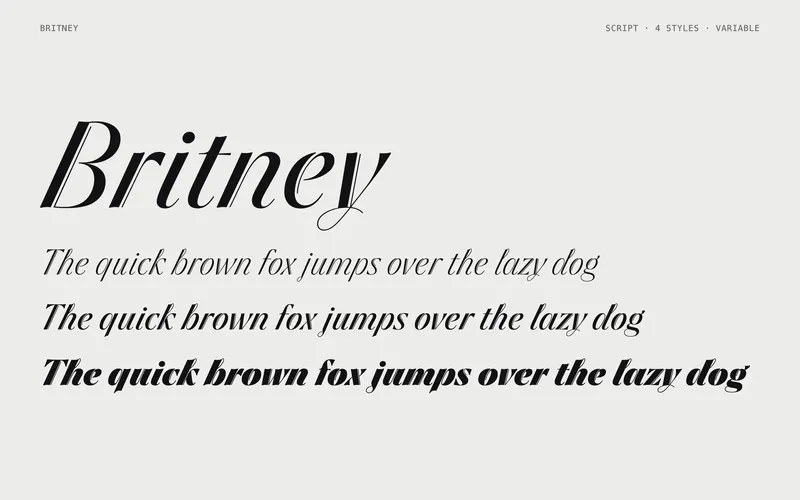 BRITNEY
SCRIPT · 4 STYLES · VARIABLE
Britney
The quick brown fox jumps over the lazy dog
The quick brown fox jumps over the lazy dog
The quick brown fox jumps over the lazy dog